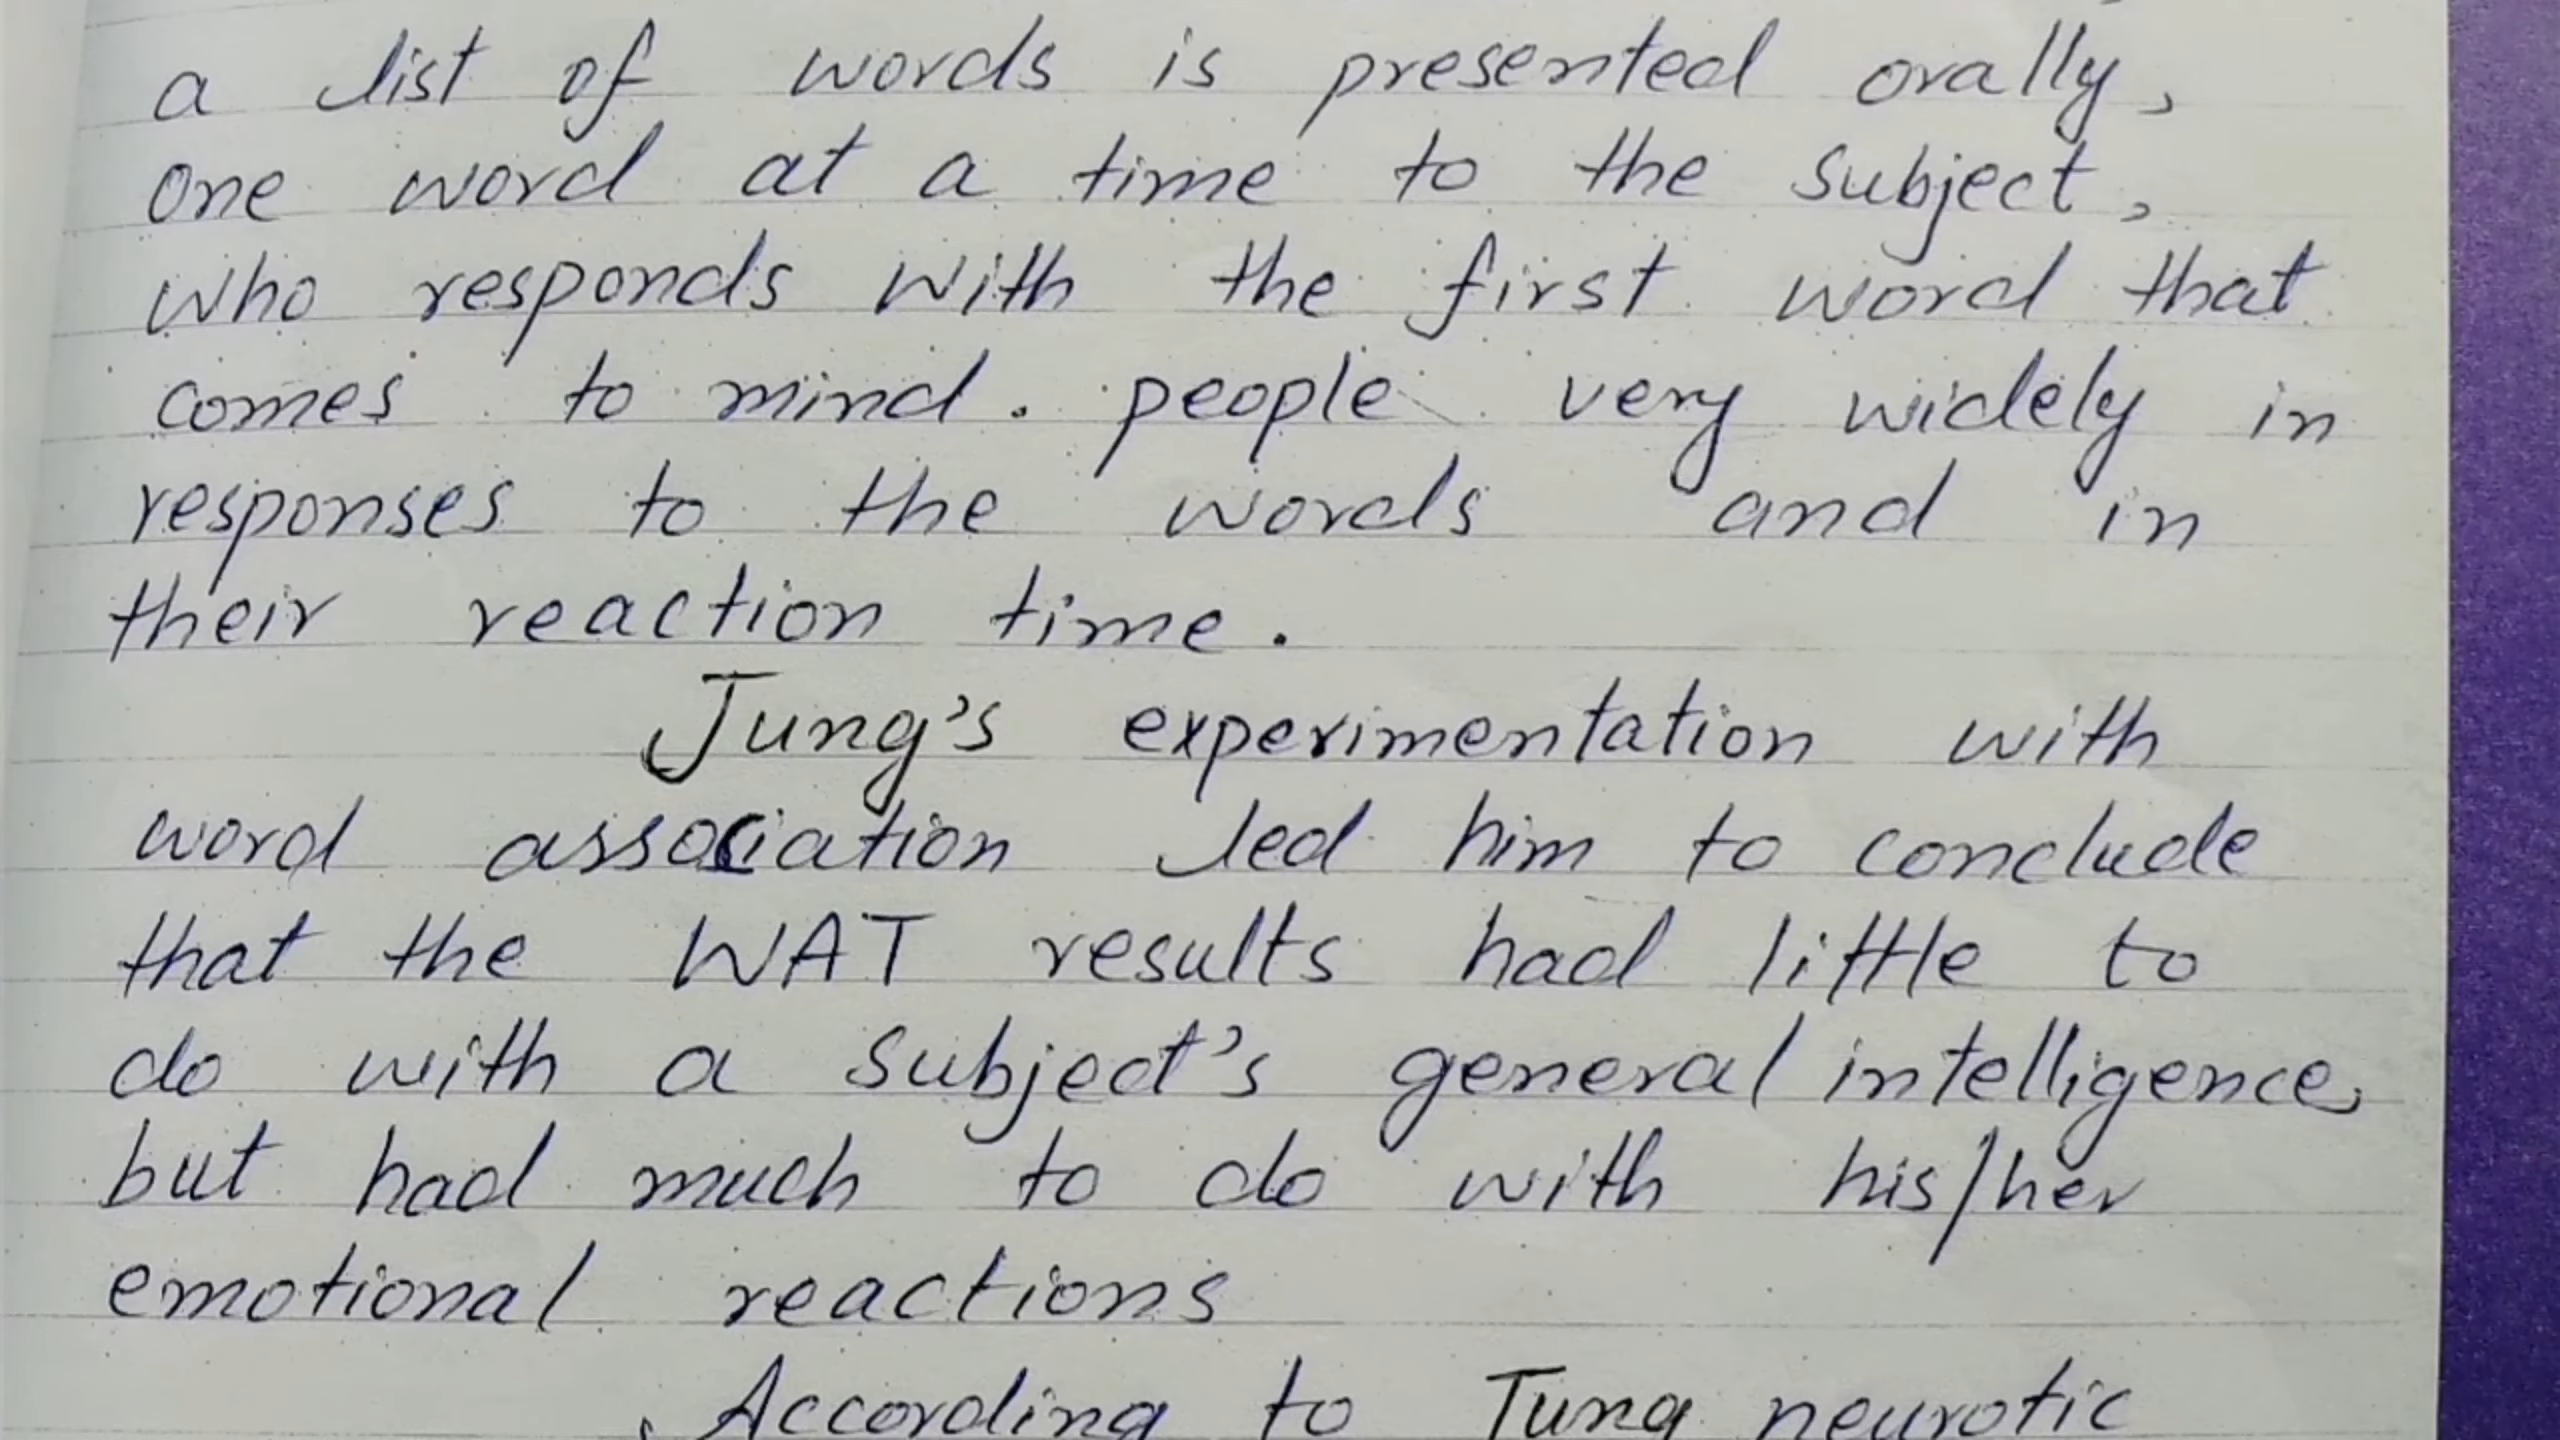 a list of words is presented orally,
one word at a time to the subject,
who responds with the first word that
comes to mind. people very widely in
responses to the words and in
their reaction time.
Jung's experimentation with
word association led him to conclude
that the WAT results had little to
do with a subject's general intelligence,
but had much to do with his/her
emotional reactions
According to Jung neurotic